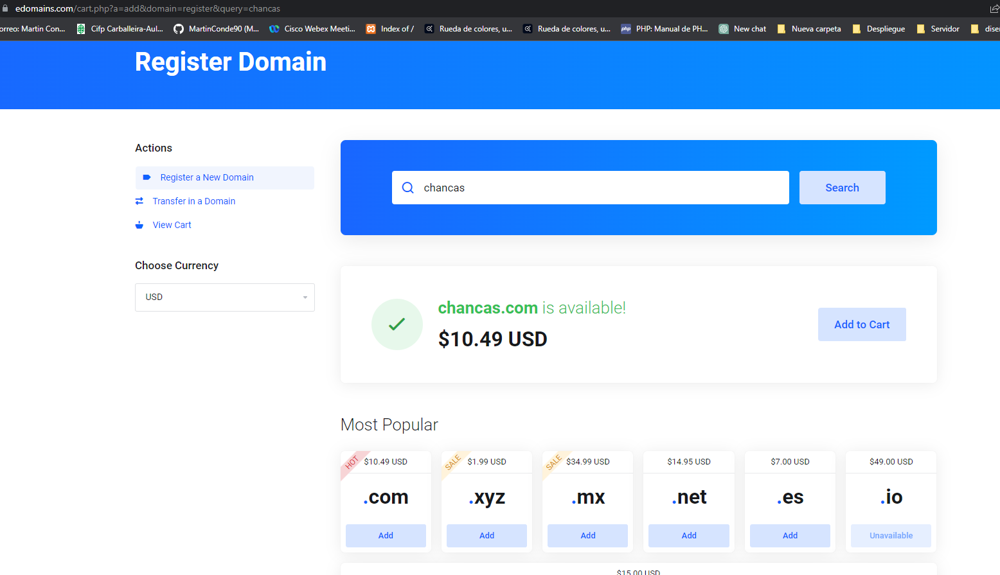 edomains.com/cart.php?a=add&domain=register&query=chancas
orreo: Martin Con... Cifp Carballeira-Aul... MartinConde90 (M... Cisco Webex Meeti... Index of / Rueda de colores, u... Rueda de colores, u... php PHP: Manual de PH... New chat Nueva carpeta Despliegue Servidor diser
Register Domain
Actions
Register a New Domain
Transfer in a Domain
View Cart
Choose Currency
USD
chancas
Search
chancas.com is available!
$10.49 USD
Add to Cart
Most Popular
HOT $10.49 USD SALE $1.99 USD SALE $34.99 USD $14.95 USD $7.00 USD $49.00 USD
.com .xyz .mx .net .es .io
Add Add Add Add Add Unavailable
$15.00 USD